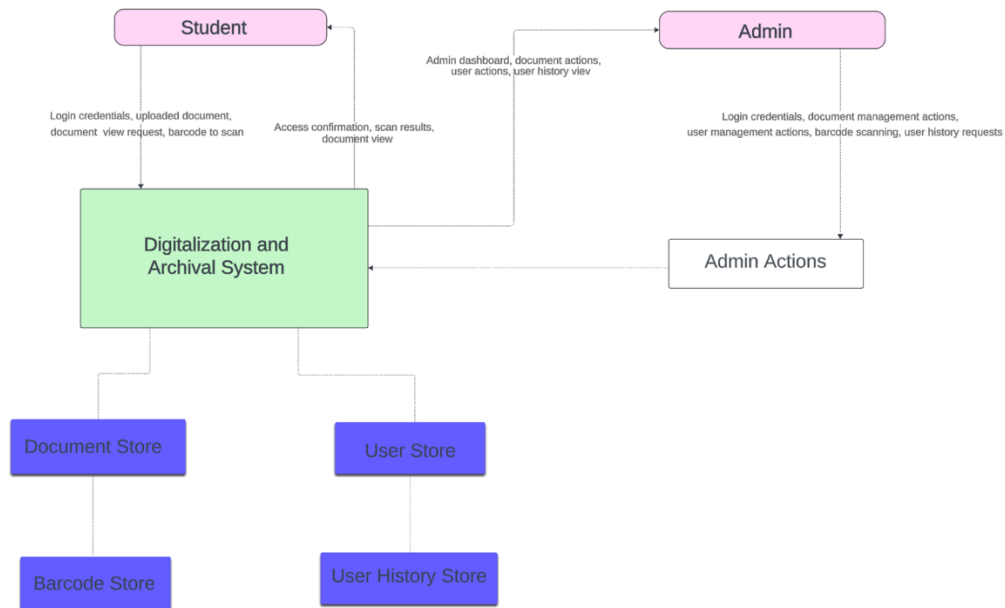 Student
Admin
Admin dashboard, document actions,
user actions, user history viev
Login credentials, uploaded document,
document view request, barcode to scan
Access confirmation, scan results,
document view
Login credentials, document management actions,
user management actions, barcode scanning, user history requests
Digitalization and
Archival System
Admin Actions
Document Store
User Store
Barcode Store
User History Store